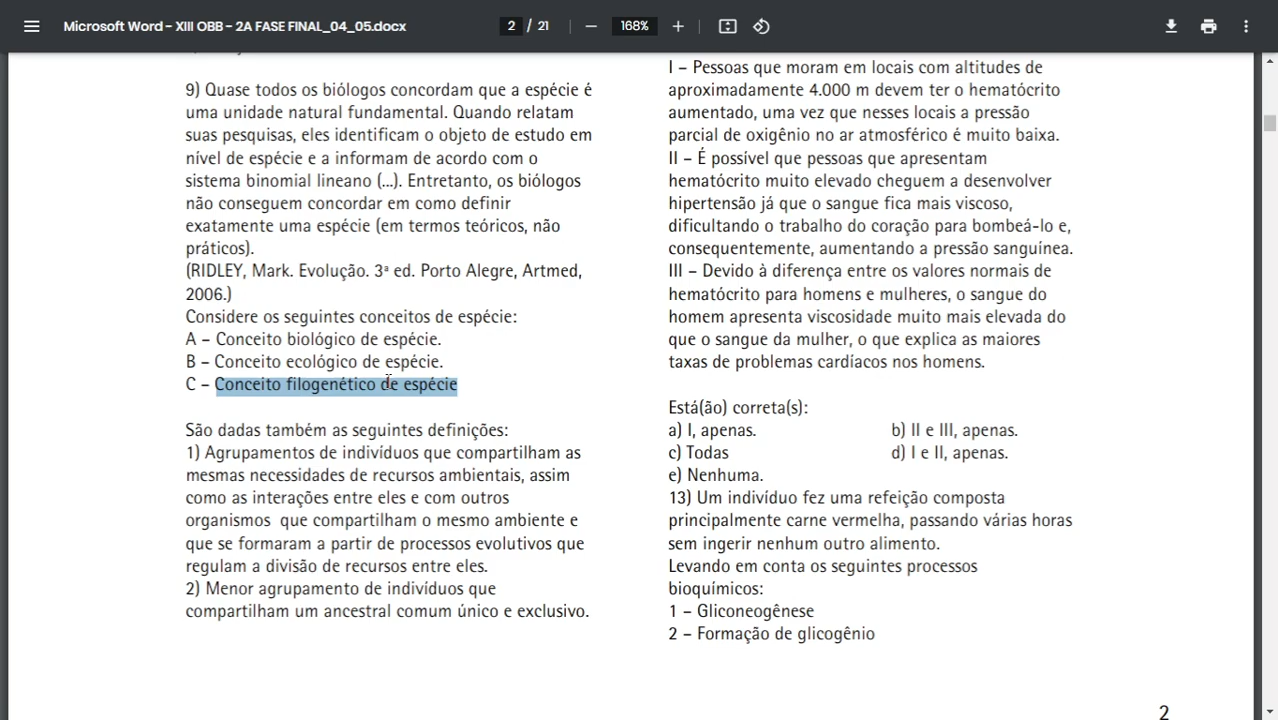 Microsoft Word - XIII OBB - 2A FASE FINAL_04_05.docx
2 / 21
168%
9) Quase todos os biólogos concordam que a espécie é
uma unidade natural fundamental. Quando relatam
suas pesquisas, eles identificam o objeto de estudo em
nível de espécie e a informam de acordo com o
sistema binomial lineano (...). Entretanto, os biólogos
não conseguem concordar em como definir
exatamente uma espécie (em termos teóricos, não
práticos).
(RIDLEY, Mark. Evolução. 3ª ed. Porto Alegre, Artmed,
2006.)
Considere os seguintes conceitos de espécie:
A – Conceito biológico de espécie.
B – Conceito ecológico de espécie.
C – Conceito filogenético de espécie
São dadas também as seguintes definições:
1) Agrupamentos de indivíduos que compartilham as
mesmas necessidades de recursos ambientais, assim
como as interações entre eles e com outros
organismos que compartilham o mesmo ambiente e
que se formaram a partir de processos evolutivos que
regulam a divisão de recursos entre eles.
2) Menor agrupamento de indivíduos que
compartilham um ancestral comum único e exclusivo.
I – Pessoas que moram em locais com altitudes de
aproximadamente 4.000 m devem ter o hematócrito
aumentado, uma vez que nesses locais a pressão
parcial de oxigênio no ar atmosférico é muito baixa.
II – É possível que pessoas que apresentam
hematócrito muito elevado cheguem a desenvolver
hipertensão já que o sangue fica mais viscoso,
dificultando o trabalho do coração para bombeá-lo e,
consequentemente, aumentando a pressão sanguínea.
III – Devido à diferença entre os valores normais de
hematócrito para homens e mulheres, o sangue do
homem apresenta viscosidade muito mais elevada do
que o sangue da mulher, o que explica as maiores
taxas de problemas cardíacos nos homens.
Está(ão) correta(s):
a) I, apenas. b) II e III, apenas.
c) Todas d) I e II, apenas.
e) Nenhuma.
13) Um indivíduo fez uma refeição composta
principalmente carne vermelha, passando várias horas
sem ingerir nenhum outro alimento.
Levando em conta os seguintes processos
bioquímicos:
1 – Gliconeogênese
2 – Formação de glicogênio
2